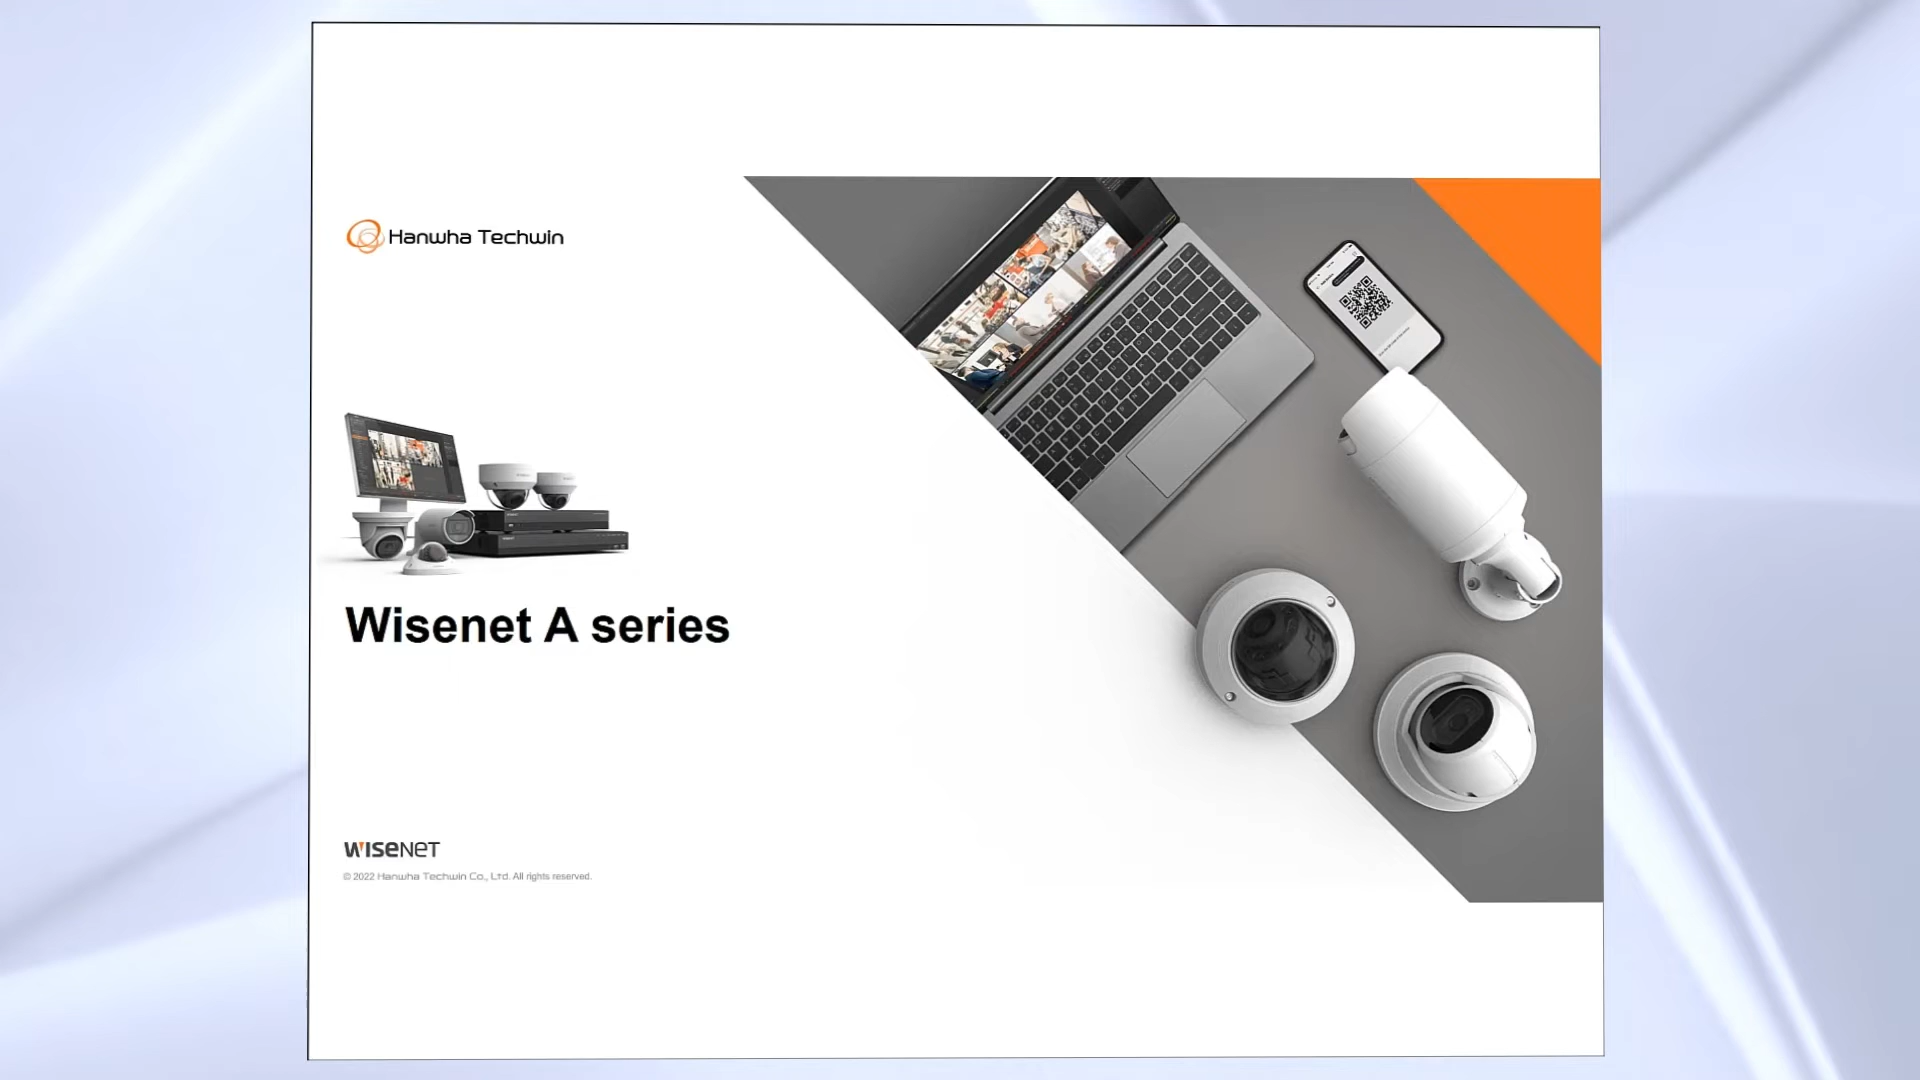 Hanwha Techwin
Wisenet A series
WISENET
© 2022 Hanwha Techwin Co., Ltd. All rights reserved.